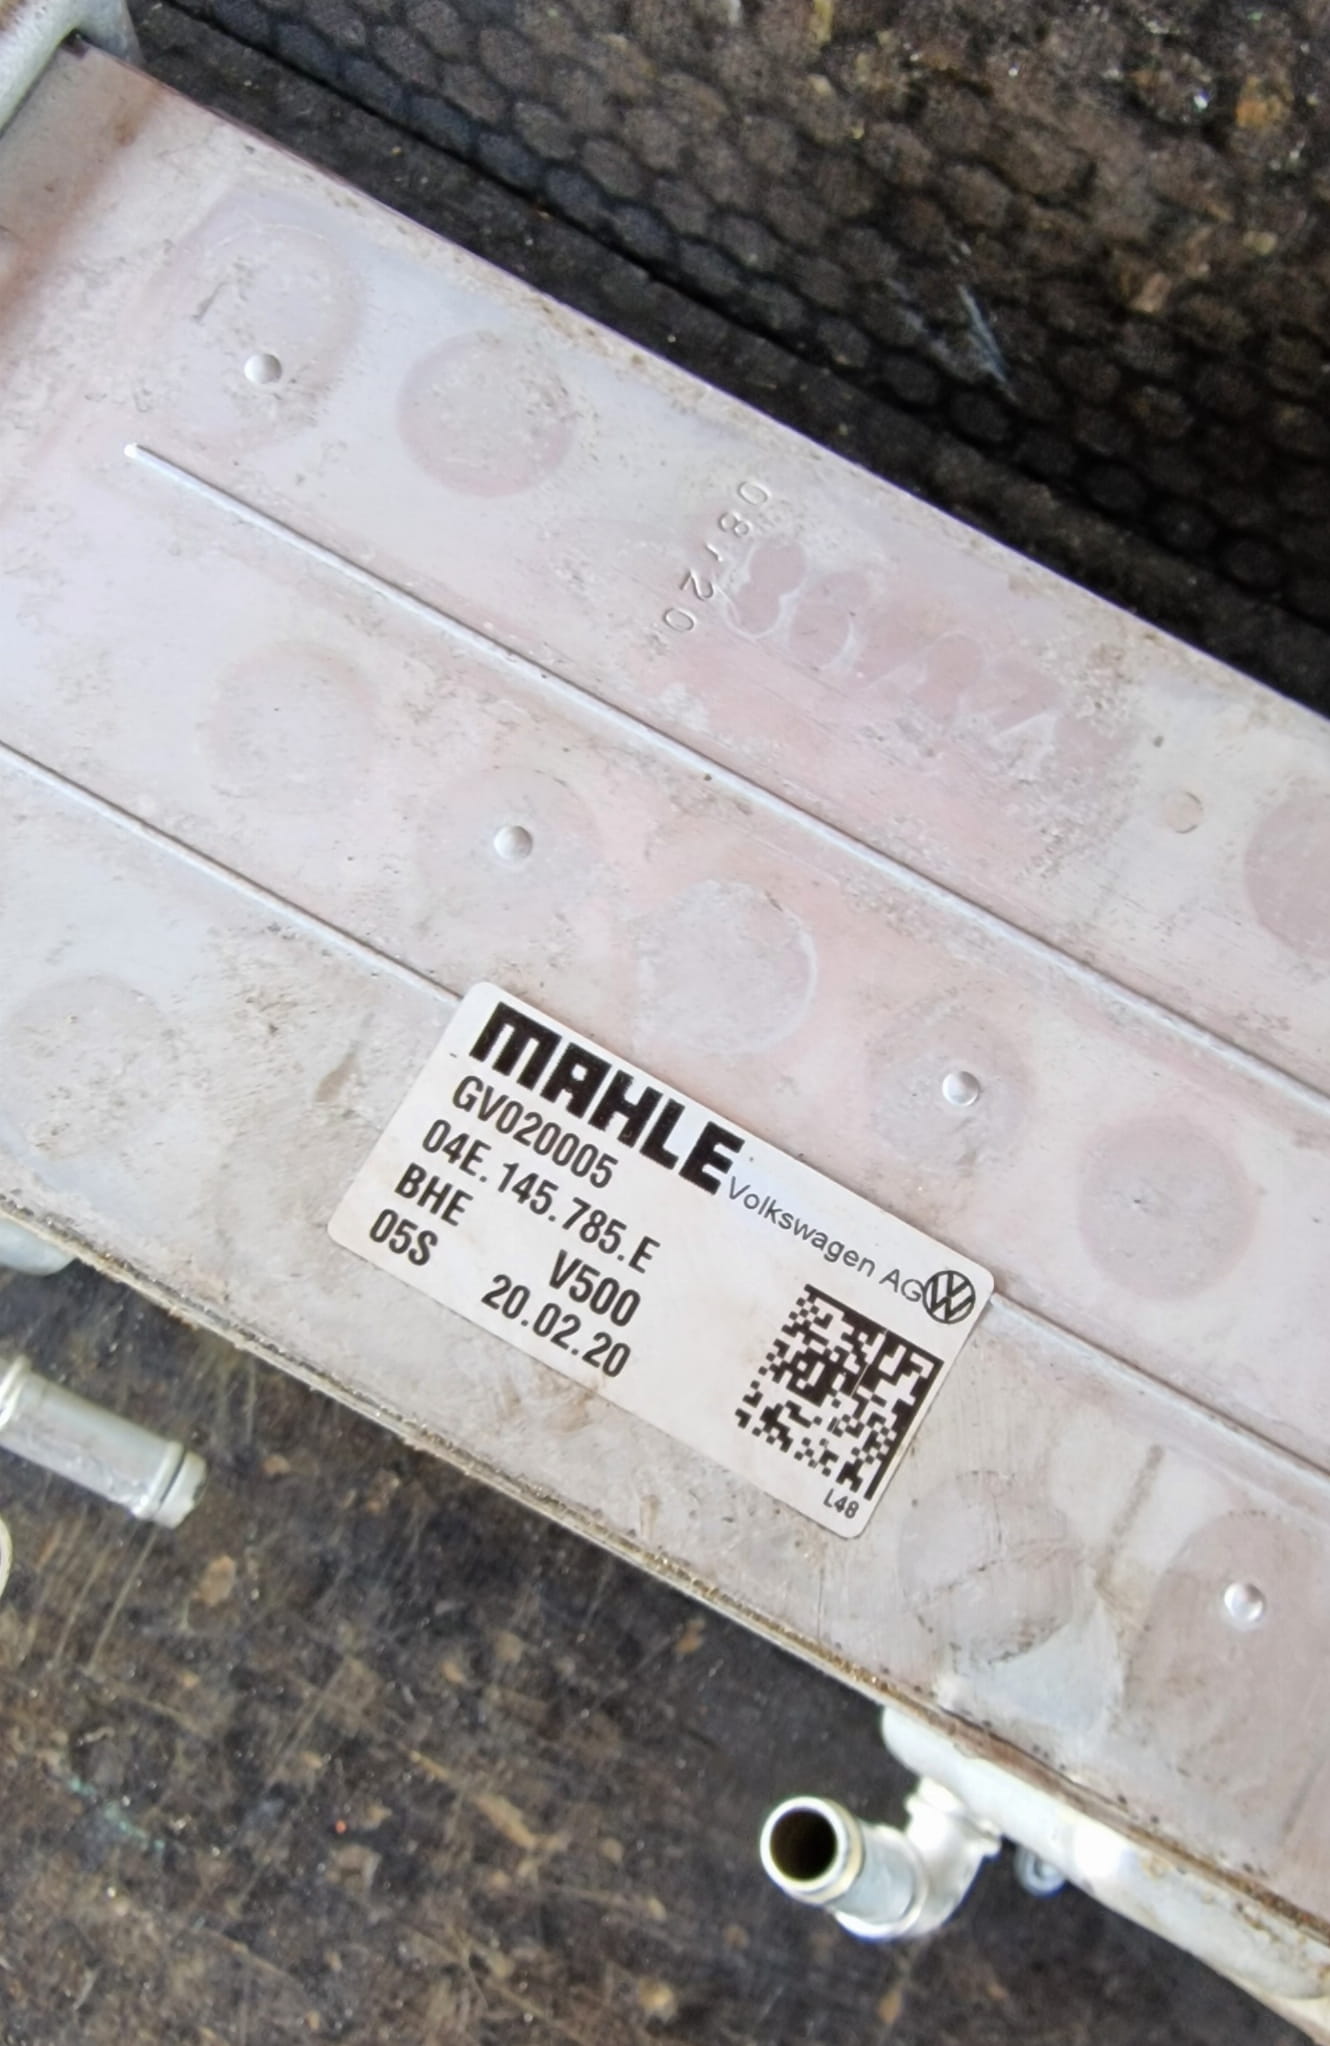 08r20
MAHLE
Volkswagen AG
GV020005
04E.145.785.E
BHE V500
05S 20.02.20
L48